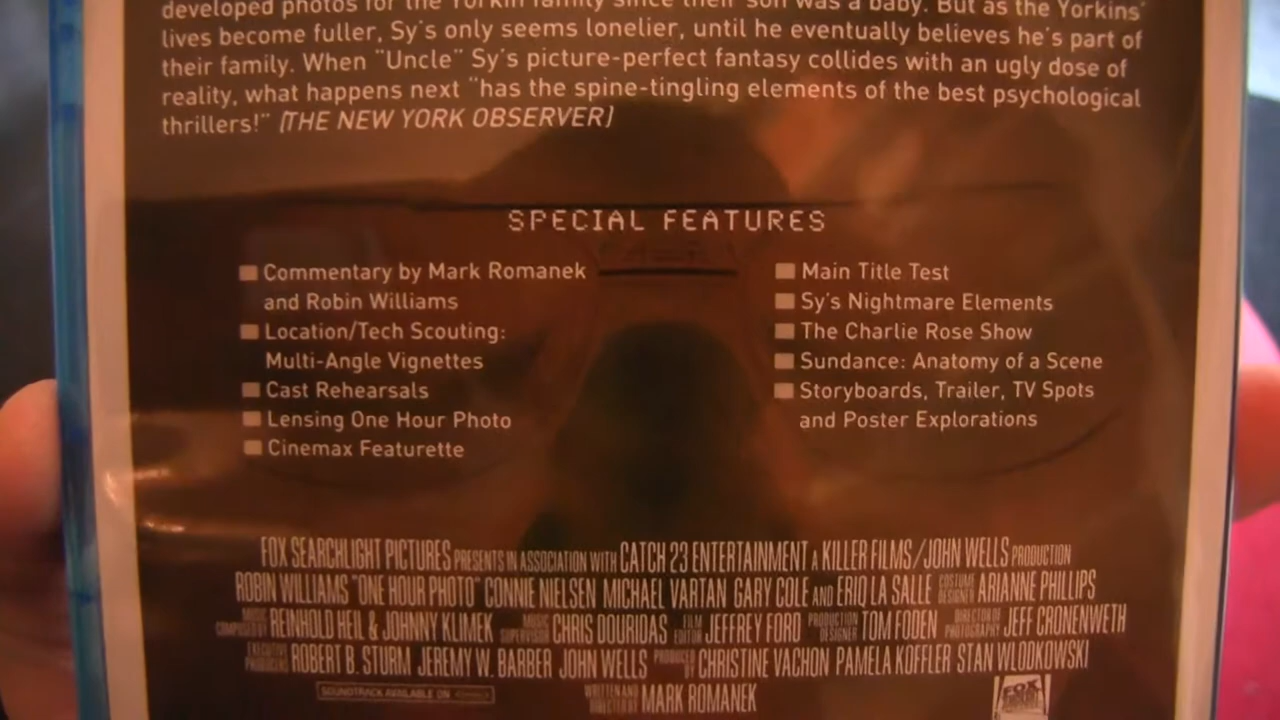 developed photos for the Yorkin family since their son was a baby. But as the Yorkins'
lives become fuller, Sy's only seems lonelier, until he eventually believes he's part of
their family. When "Uncle" Sy's picture-perfect fantasy collides with an ugly dose of
reality, what happens next "has the spine-tingling elements of the best psychological
thrillers!" [THE NEW YORK OBSERVER]
SPECIAL FEATURES
Commentary by Mark Romanek
and Robin Williams
Location/Tech Scouting:
Multi-Angle Vignettes
Cast Rehearsals
Lensing One Hour Photo
Cinemax Featurette
Main Title Test
Sy's Nightmare Elements
The Charlie Rose Show
Sundance: Anatomy of a Scene
Storyboards, Trailer, TV Spots
and Poster Explorations
FOX SEARCHLIGHT PICTURES PRESENTS IN ASSOCIATION WITH CATCH 23 ENTERTAINMENT A KILLER FILMS/JOHN WELLS PRODUCTION
ROBIN WILLIAMS "ONE HOUR PHOTO" CONNIE NIELSEN MICHAEL VARTAN GARY COLE AND ERIQ LA SALLE COSTUME DESIGNER ARIANNE PHILLIPS
MUSIC COMPOSED BY REINHOLD HEIL & JOHNNY KLIMEK MUSIC SUPERVISOR CHRIS DOURIDAS FILM EDITOR JEFFREY FORD PRODUCTION DESIGNER TOM FODEN DIRECTOR OF PHOTOGRAPHY JEFF CRONENWETH
EXECUTIVE PRODUCERS ROBERT B. STURM JEREMY W. BARBER JOHN WELLS PRODUCED BY CHRISTINE VACHON PAMELA KOFFLER STAN WLODKOWSKI
SOUNDTRACK AVAILABLE ON
WRITTEN AND DIRECTED BY MARK ROMANEK
FOX